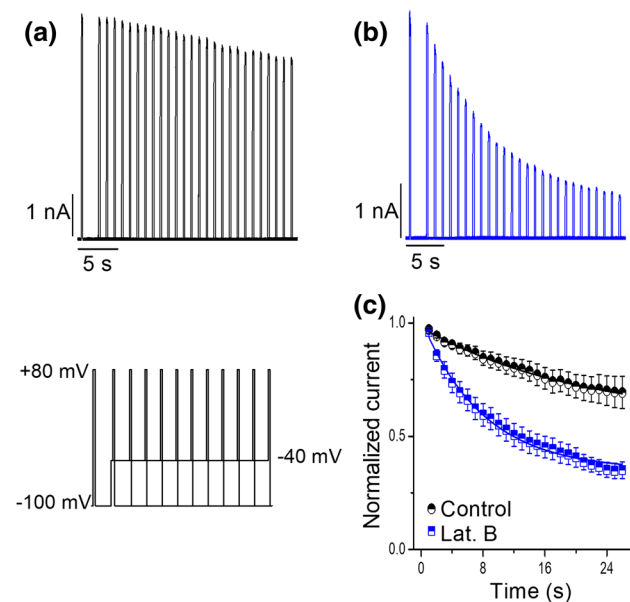 (a)
(b)
1 nA
5 s
1 nA
5 s
(c)
+80 mV
-40 mV
-100 mV
Normalized current
1.0
0.5
0.0
Control
Lat. B
0 8 16 24
Time (s)